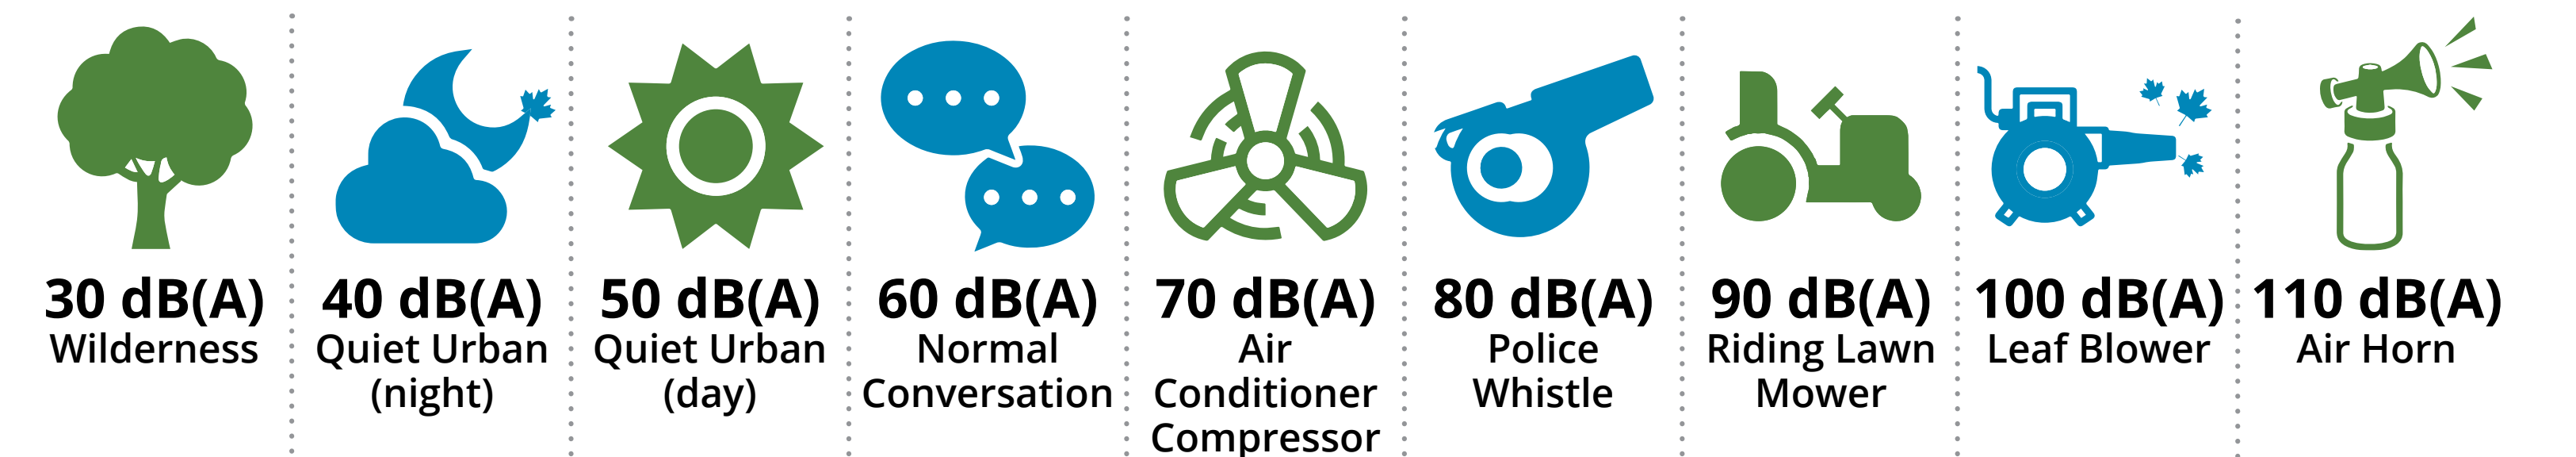 30 dB(A)
Wilderness
40 dB(A)
Quiet Urban
(night)
50 dB(A)
Quiet Urban
(day)
60 dB(A)
Normal
Conversation
70 dB(A)
Air
Conditioner
Compressor
80 dB(A)
Police
Whistle
90 dB(A)
Riding Lawn
Mower
100 dB(A)
Leaf Blower
110 dB(A)
Air Horn